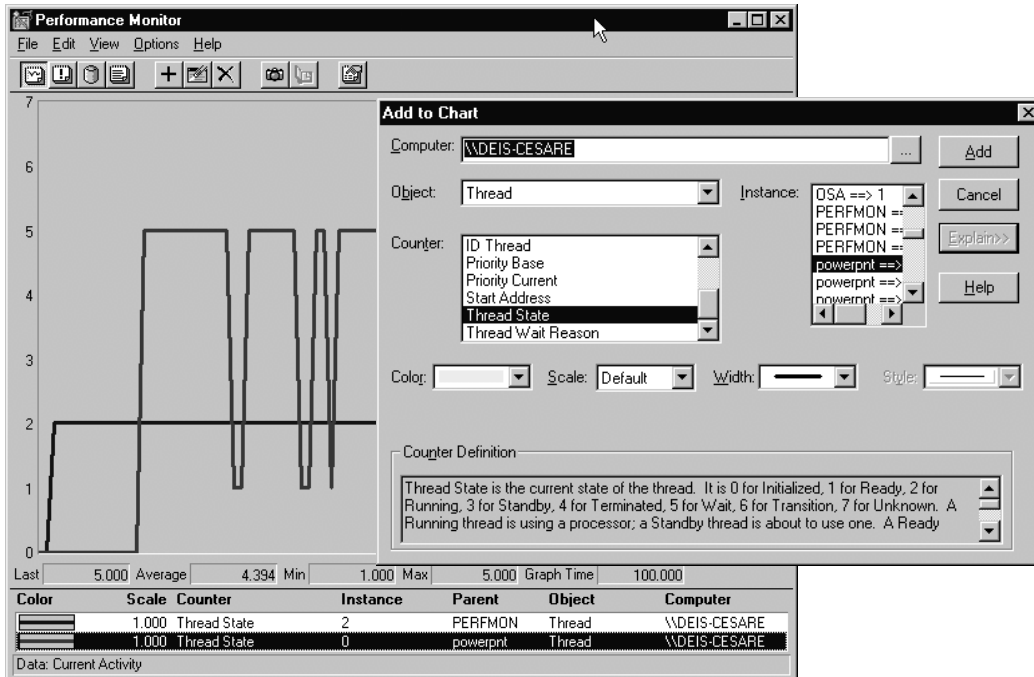 Performance Monitor
File Edit View Options Help
7
6
5
4
3
2
1
0
Add to Chart
Computer: \\DEIS-CESARE ... Add
Object: Thread Instance: Cancel
OSA ==> 1
PERFMON ==
PERFMON ==
PERFMON ==
powerpnt ==>
powerpnt ==>
powerpnt ==>
Explain>>
Help
Counter:
ID Thread
Priority Base
Priority Current
Start Address
Thread State
Thread Wait Reason
Color: Scale: Default Width: Style:
Counter Definition
Thread State is the current state of the thread. It is 0 for Initialized, 1 for Ready, 2 for
Running, 3 for Standby, 4 for Terminated, 5 for Wait, 6 for Transition, 7 for Unknown. A
Running thread is using a processor; a Standby thread is about to use one. A Ready
Last 5.000 Average 4.394 Min 1.000 Max 5.000 Graph Time 100.000
Color Scale Counter Instance Parent Object Computer
1.000 Thread State 2 PERFMON Thread \\DEIS-CESARE
1.000 Thread State 0 powerpnt Thread \\DEIS-CESARE
Data: Current Activity